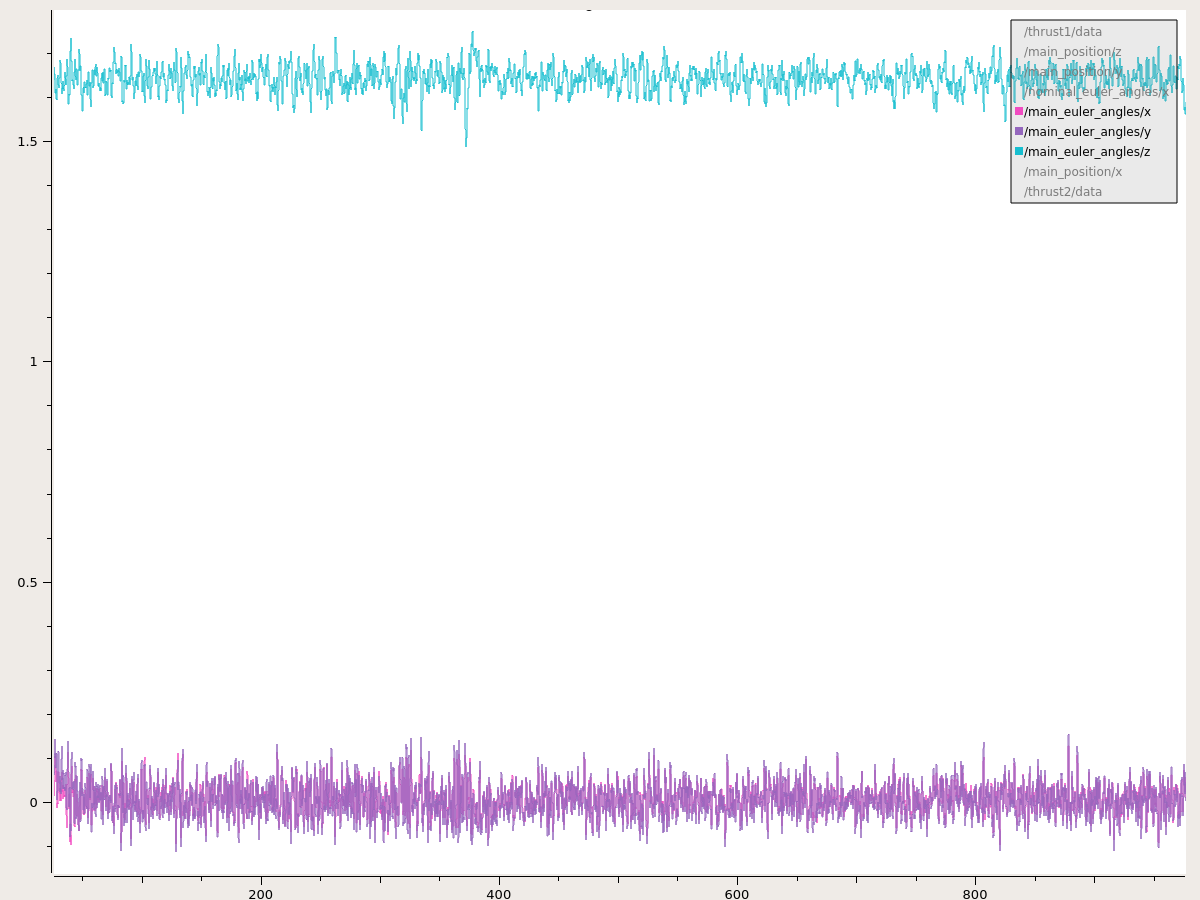 /thrust1/data
/main_position/z
/main_position/y
/nominal_euler_angles/x
/main_euler_angles/x
/main_euler_angles/y
/main_euler_angles/z
/main_position/x
/thrust2/data
1.5
1
0.5
0
200
400
600
800